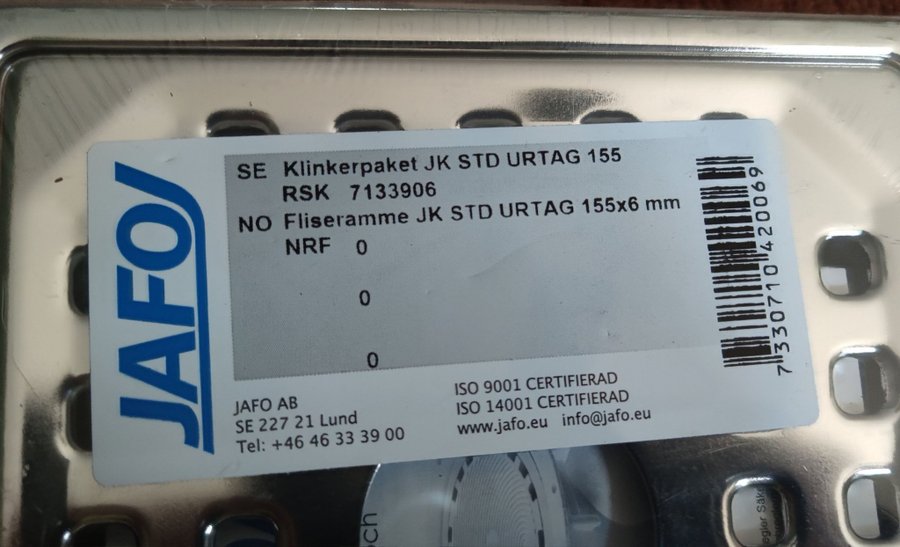 JAFO
SE Klinkerpaket JK STD URTAG 155
RSK 7133906
NO Fliseramme JK STD URTAG 155x6 mm
NRF 0
0
0
7330710420069
JAFO AB
SE 227 21 Lund
Tel: +46 46 33 39 00
ISO 9001 CERTIFIERAD
ISO 14001 CERTIFIERAD
www.jafo.eu info@jafo.eu
och